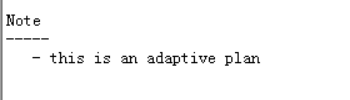 Note
-----
- this is an adaptive plan